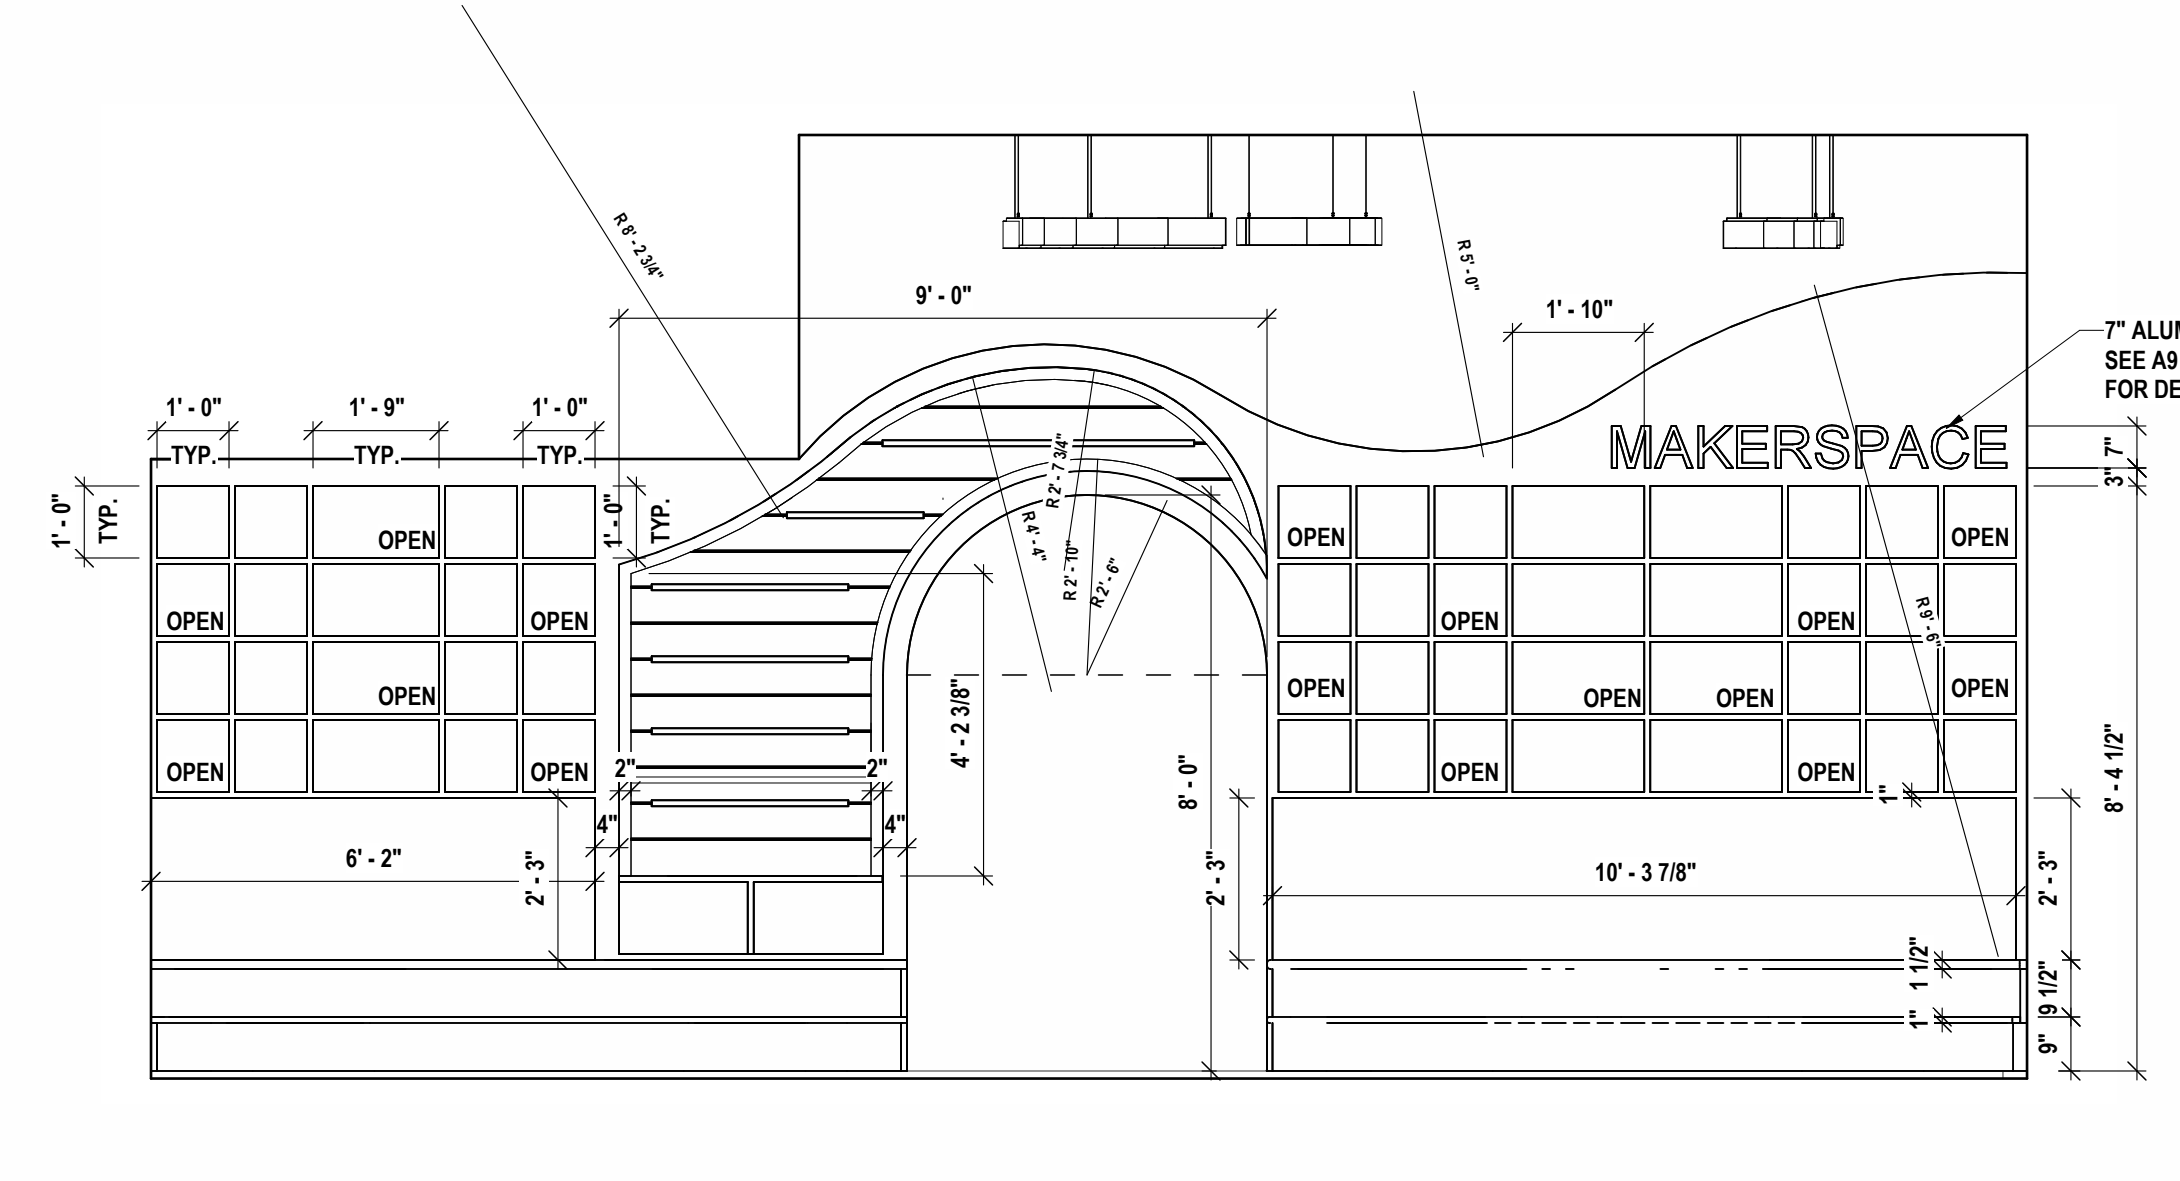 R 8' - 2 3/4"
R 5' - 0"
9' - 0"
1' - 10"
7" ALUM
SEE A9
FOR DE
1' - 0"
TYP.
1' - 9"
TYP.
1' - 0"
TYP.
MAKERSPACE
7"
3"
1' - 0"
TYP.
1' - 0"
TYP.
R 2' - 7 3/4"
R 4' - 4"
R 2' - 10"
R 2' - 6"
OPEN
OPEN
OPEN
OPEN
OPEN
OPEN
OPEN
R 9' - 6"
OPEN
OPEN
OPEN
OPEN
OPEN
OPEN
OPEN
OPEN
OPEN
OPEN
4' - 2 3/8"
8' - 0"
8' - 4 1/2"
2"
2"
1"
4"
4"
6' - 2"
2' - 3"
2' - 3"
10' - 3 7/8"
2' - 3"
1 1/2"
9 1/2"
1"
9"